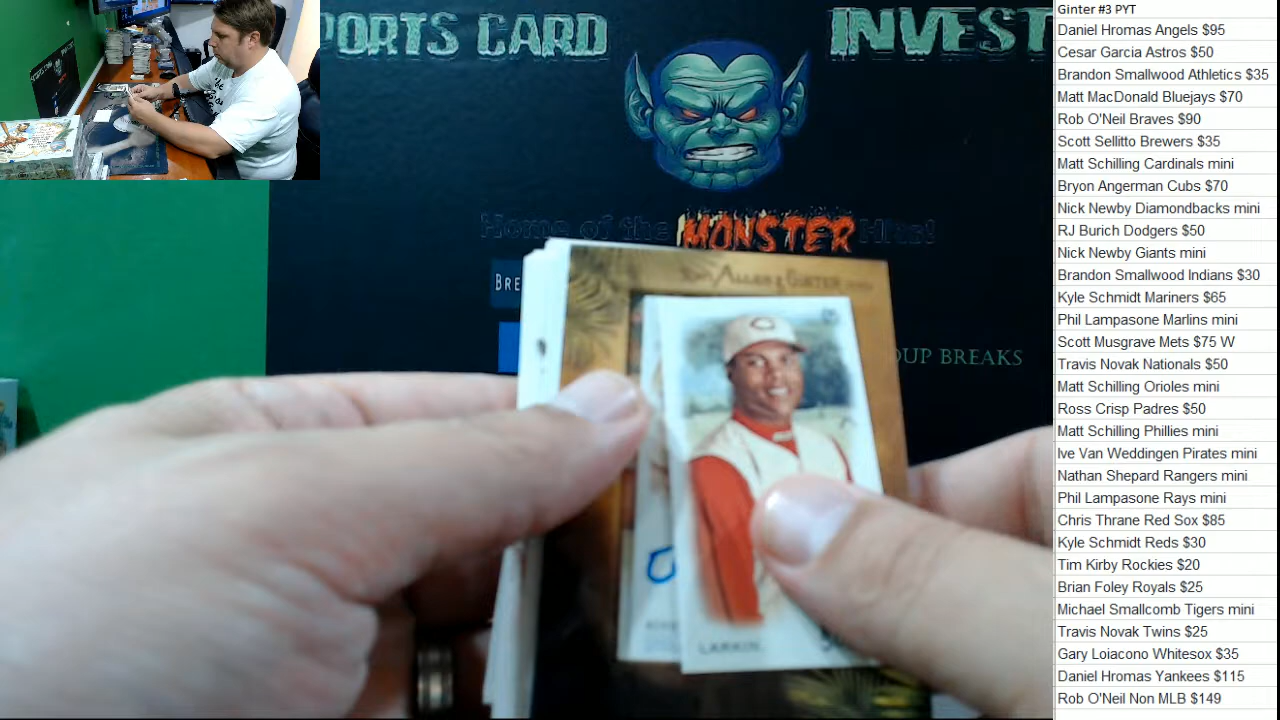 PORTS CARD INVEST
Home of the MONSTER Hits!
BRE
OUP BREAKS
ALLEN & GINTER
C
LARKIN
Ginter #3 PYT
Daniel Hromas Angels $95
Cesar Garcia Astros $50
Brandon Smallwood Athletics $35
Matt MacDonald Bluejays $70
Rob O'Neil Braves $90
Scott Sellitto Brewers $35
Matt Schilling Cardinals mini
Bryon Angerman Cubs $70
Nick Newby Diamondbacks mini
RJ Burich Dodgers $50
Nick Newby Giants mini
Brandon Smallwood Indians $30
Kyle Schmidt Mariners $65
Phil Lampasone Marlins mini
Scott Musgrave Mets $75 W
Travis Novak Nationals $50
Matt Schilling Orioles mini
Ross Crisp Padres $50
Matt Schilling Phillies mini
Ive Van Weddingen Pirates mini
Nathan Shepard Rangers mini
Phil Lampasone Rays mini
Chris Thrane Red Sox $85
Kyle Schmidt Reds $30
Tim Kirby Rockies $20
Brian Foley Royals $25
Michael Smallcomb Tigers mini
Travis Novak Twins $25
Gary Loiacono Whitesox $35
Daniel Hromas Yankees $115
Rob O'Neil Non MLB $149